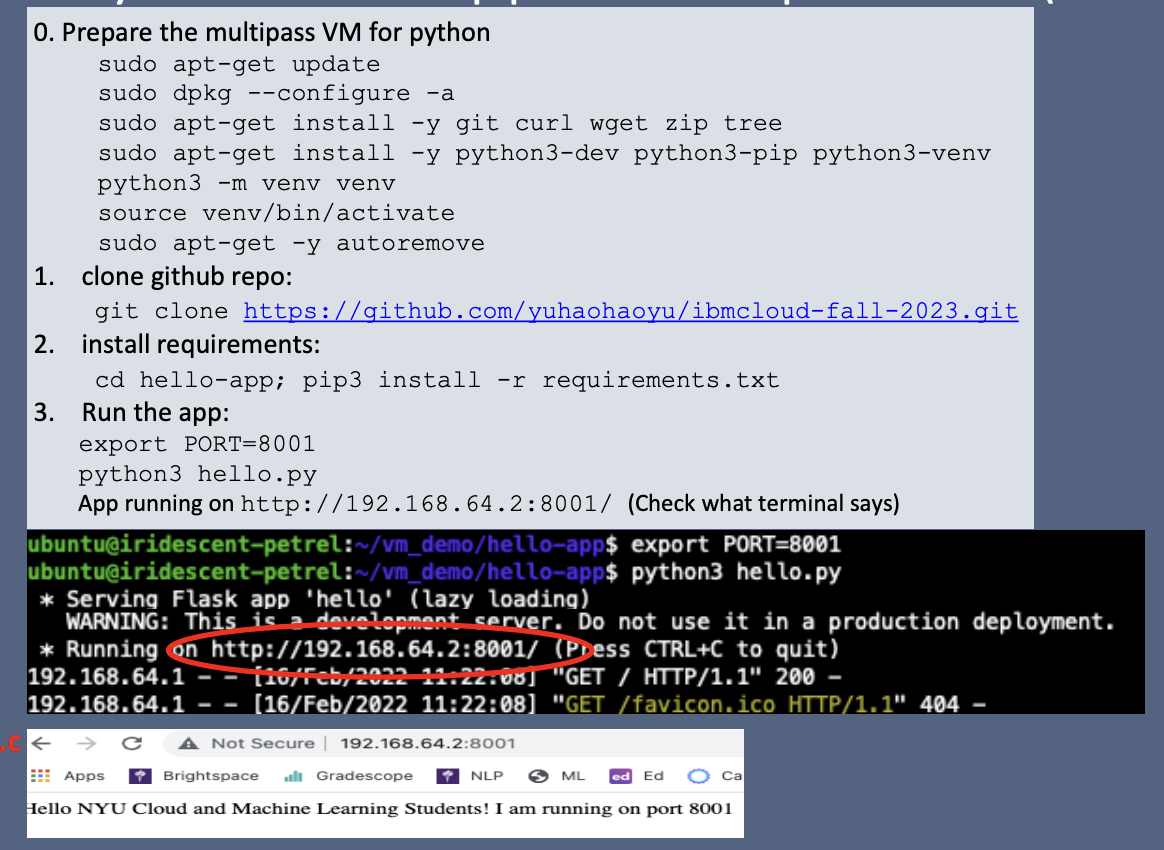 0. Prepare the multipass VM for python
sudo apt-get update
sudo dpkg --configure -a
sudo apt-get install -y git curl wget zip tree
sudo apt-get install -y python3-dev python3-pip python3-venv
python3 -m venv venv
source venv/bin/activate
sudo apt-get -y autoremove
1. clone github repo:
git clone https://github.com/yuhaohaoyu/ibmcloud-fall-2023.git
2. install requirements:
cd hello-app; pip3 install -r requirements.txt
3. Run the app:
export PORT=8001
python3 hello.py
App running on http://192.168.64.2:8001/ (Check what terminal says)
ubuntu@iridescent-petrel:~/vm_demo/hello-app$ export PORT=8001
ubuntu@iridescent-petrel:~/vm_demo/hello-app$ python3 hello.py
* Serving Flask app 'hello' (lazy loading)
WARNING: This is a development server. Do not use it in a production deployment.
* Running on http://192.168.64.2:8001/ (Press CTRL+C to quit)
192.168.64.1 - - [16/Feb/2022 11:22:08] "GET / HTTP/1.1" 200 -
192.168.64.1 - - [16/Feb/2022 11:22:08] "GET /favicon.ico HTTP/1.1" 404 -
.c
Not Secure | 192.168.64.2:8001
Apps Brightspace Gradescope NLP ML ed Ed Ca
Hello NYU Cloud and Machine Learning Students! I am running on port 8001